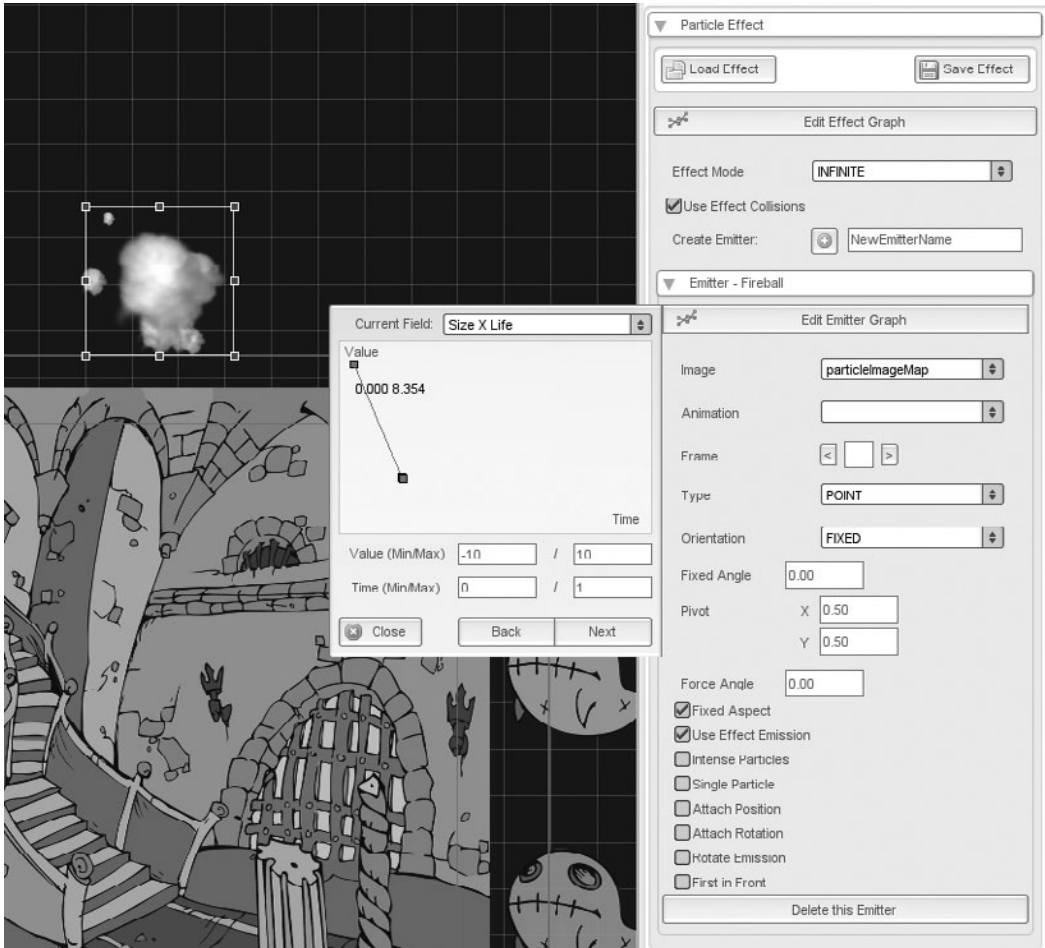 Particle Effect
Load Effect
Save Effect
Edit Effect Graph
Effect Mode INFINITE
Use Effect Collisions
Create Emitter: NewEmitterName
Emitter - Fireball
Edit Emitter Graph
Image particleImageMap
Animation
Frame < >
Type POINT
Orientation FIXED
Fixed Angle 0.00
Pivot X 0.50
Y 0.50
Force Angle 0.00
Fixed Aspect
Use Effect Emission
Intense Particles
Single Particle
Attach Position
Attach Rotation
Rotate Emission
First in Front
Delete this Emitter
Current Field: Size X Life
Value
0.000 8.354
Time
Value (Min/Max) -10 / 10
Time (Min/Max) 0 / 1
Close Back Next